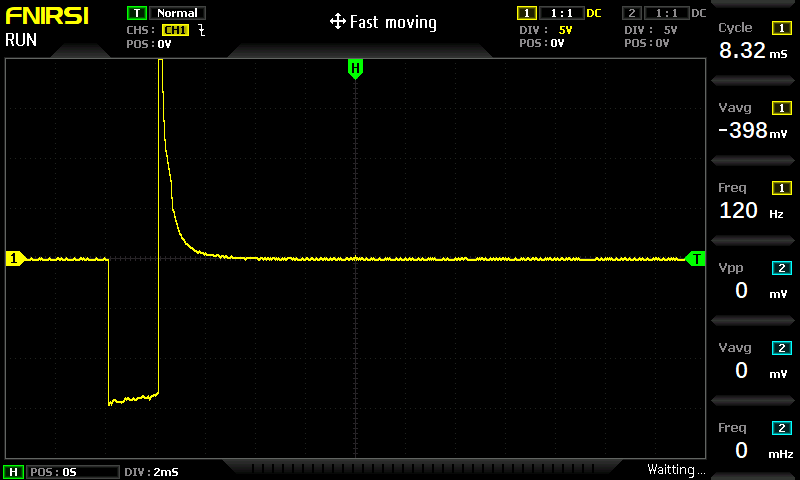 FNIRSI
RUN
T Normal
CHS: CH1
POS: 0V
Fast moving
1 1:1 DC
DIV: 5V
POS: 0V
2 1:1 DC
DIV: 5V
POS: 0V
H
1
T
Cycle 1
8.32 mS
Vavg 1
-398 mV
Freq 1
120 Hz
Vpp 2
0 mV
Vavg 2
0 mV
Freq 2
0 mHz
H POS: 0S DIV: 2mS
Waitting...